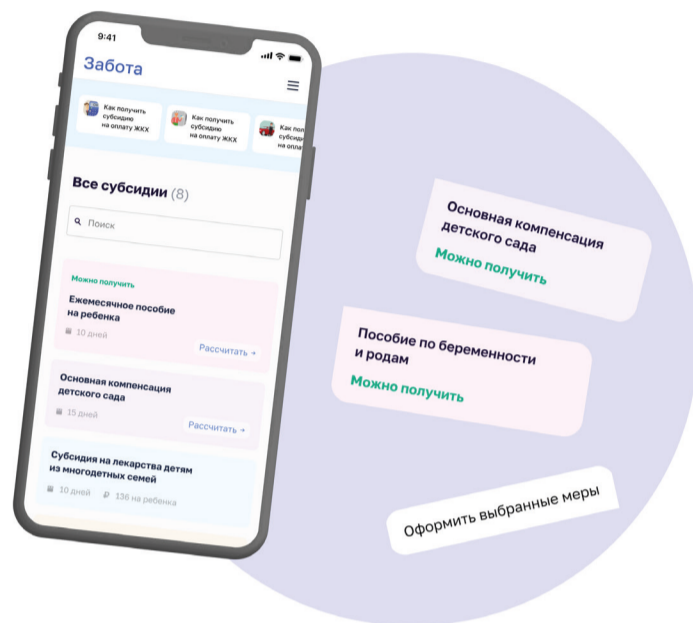 9:41
Забота
Как получить
субсидию
на оплату ЖКХ
Как получить
субсидию
на оплату ЖКХ
Как пол
субсиди
на опла
Все субсидии (8)
Поиск
Можно получить
Ежемесячное пособие
на ребенка
10 дней
Рассчитать
Основная компенсация
детского сада
15 дней
Рассчитать
Субсидия на лекарства детям
из многодетных семей
10 дней ₽ 136 на ребенка
Основная компенсация
детского сада
Можно получить
Пособие по беременности
и родам
Можно получить
Оформить выбранные меры